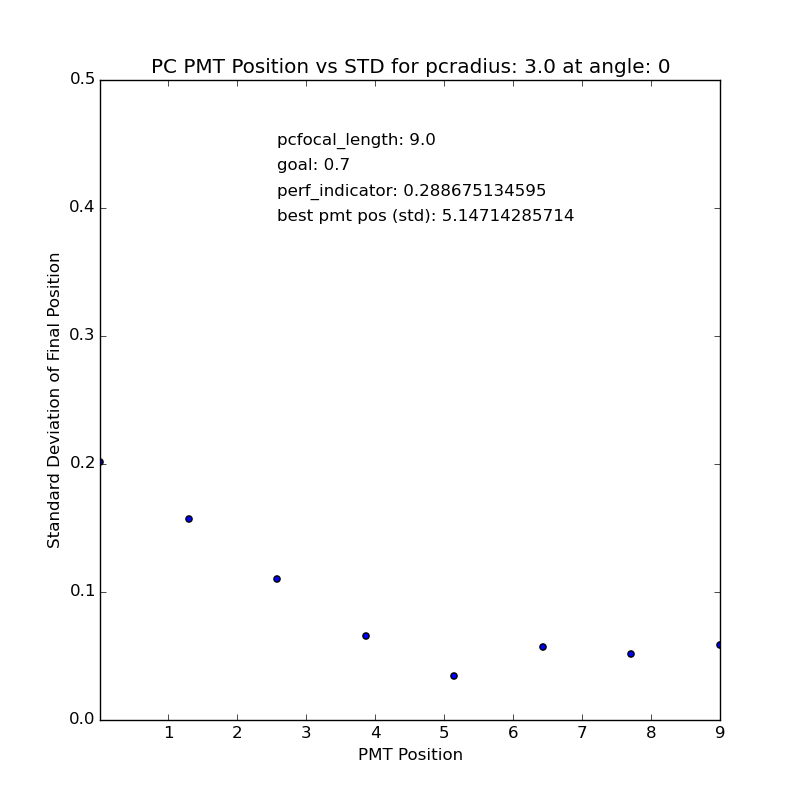 PC PMT Position vs STD for pcradius: 3.0 at angle: 0
0.5
pcfocal_length: 9.0
goal: 0.7
perf_indicator: 0.288675134595
best pmt pos (std): 5.14714285714
0.4
0.3
0.2
0.1
0.0
Standard Deviation of Final Position
1 2 3 4 5 6 7 8 9
PMT Position